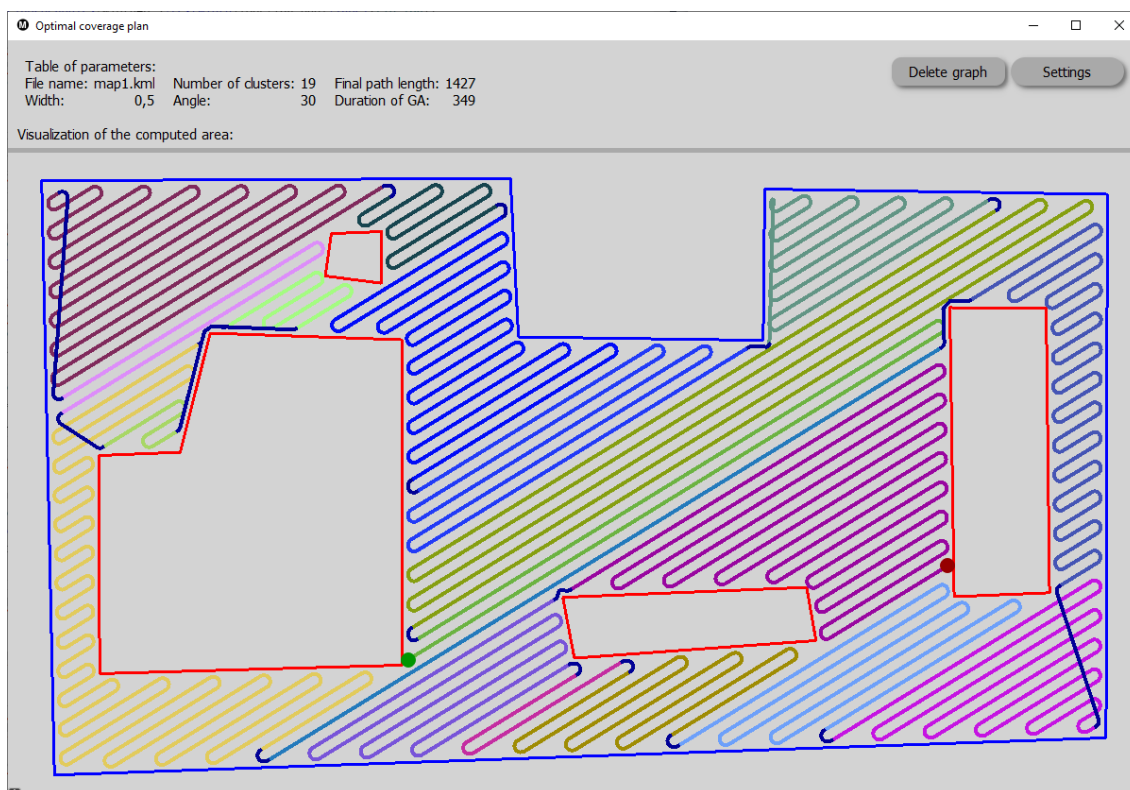 Optimal coverage plan
Table of parameters:
File name: map1.kml Number of clusters: 19 Final path length: 1427
Width: 0,5 Angle: 30 Duration of GA: 349
Delete graph Settings
Visualization of the computed area: